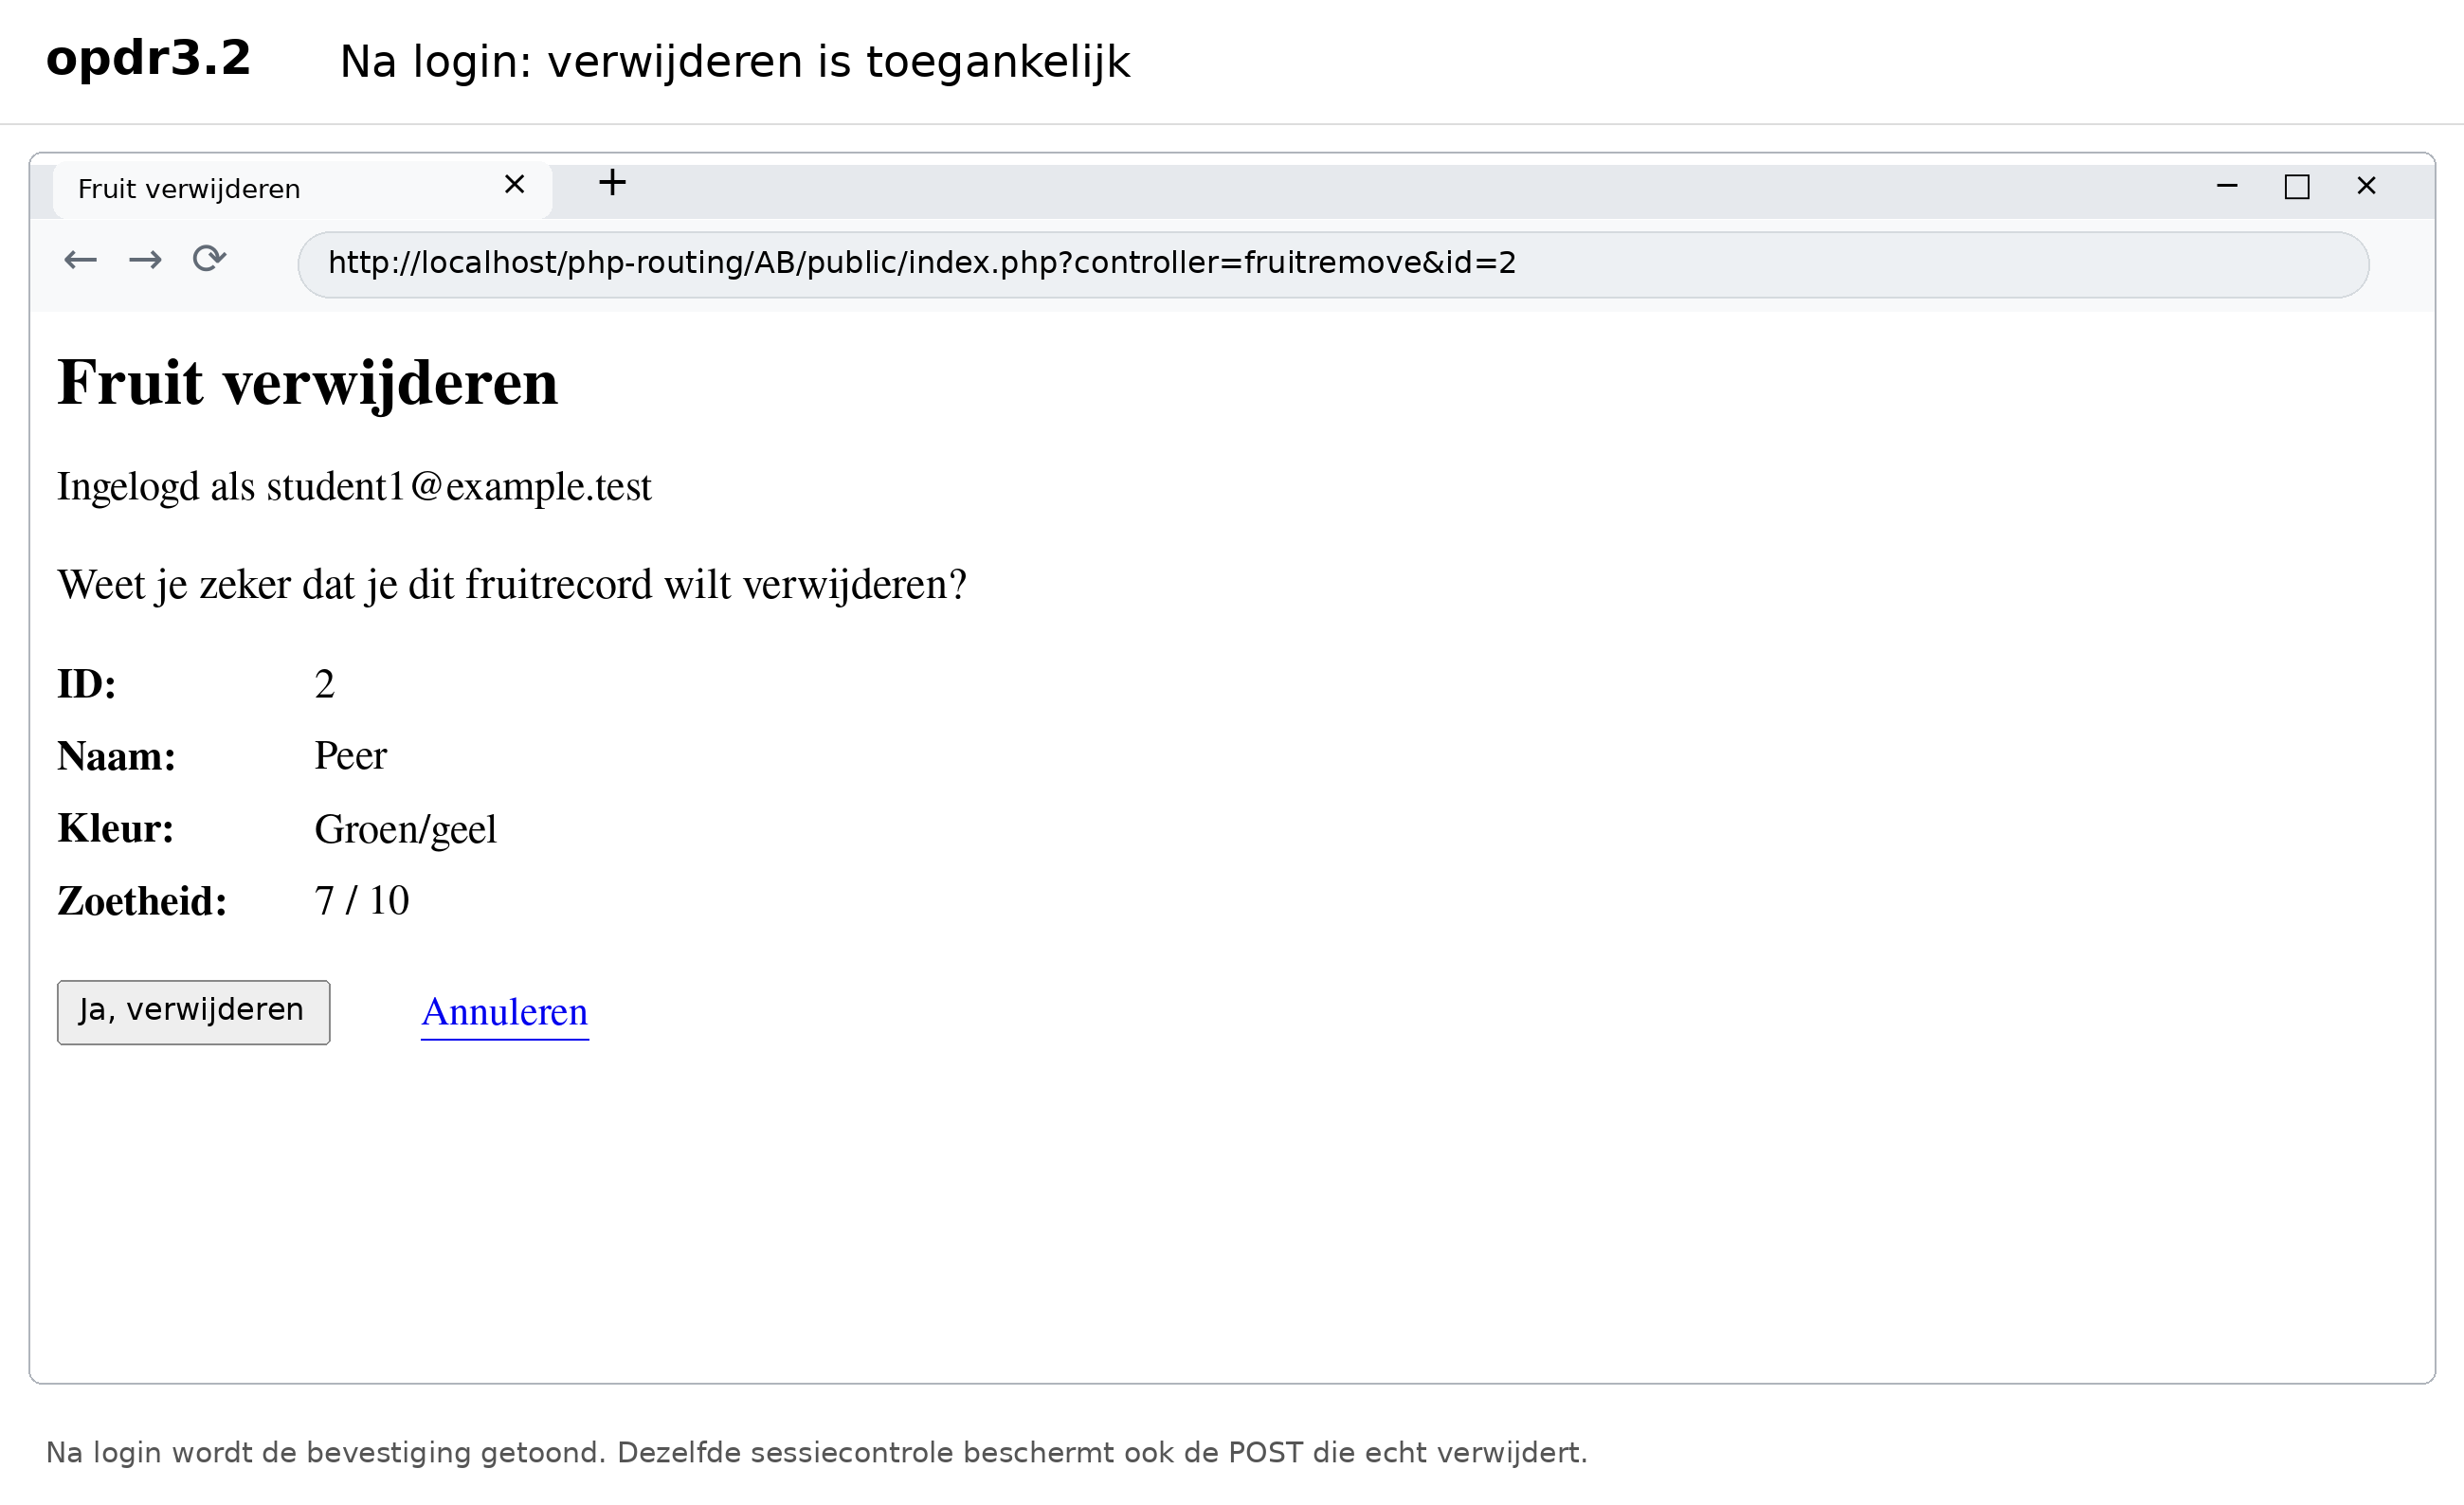 opdr3.2 Na login: verwijderen is toegankelijk
Fruit verwijderen
http://localhost/php-routing/AB/public/index.php?controller=fruitremove&id=2
Fruit verwijderen
Ingelogd als student1@example.test
Weet je zeker dat je dit fruitrecord wilt verwijderen?
ID: 2
Naam: Peer
Kleur: Groen/geel
Zoetheid: 7 / 10
Ja, verwijderen Annuleren
Na login wordt de bevestiging getoond. Dezelfde sessiecontrole beschermt ook de POST die echt verwijdert.